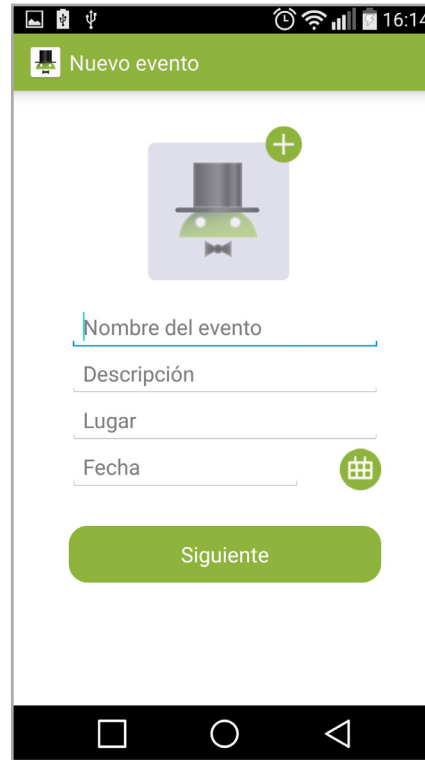 16:14
Nuevo evento
Nombre del evento
Descripción
Lugar
Fecha
Siguiente